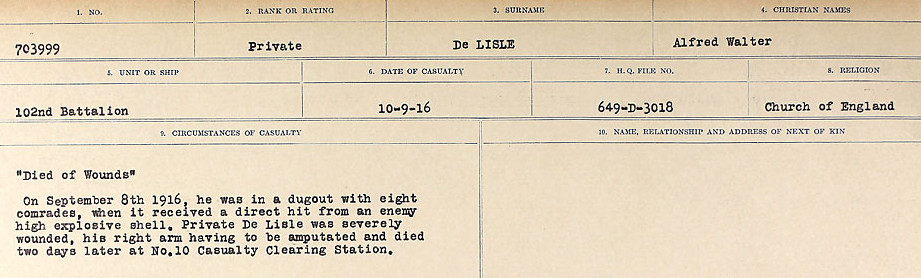 1. NO. 2. RANK OR RATING 3. SURNAME 4. CHRISTIAN NAMES
703999 Private De LISLE Alfred Walter
5. UNIT OR SHIP 6. DATE OF CASUALTY 7. H.Q. FILE NO. 8. RELIGION
102nd Battalion 10-9-16 649-D-3018 Church of England
9. CIRCUMSTANCES OF CASUALTY 10. NAME, RELATIONSHIP AND ADDRESS OF NEXT OF KIN
"Died of Wounds"
On September 8th 1916, he was in a dugout with eight
comrades, when it received a direct hit from an enemy
high explosive shell. Private De Lisle was severely
wounded, his right arm having to be amputated and died
two days later at No.10 Casualty Clearing Station.